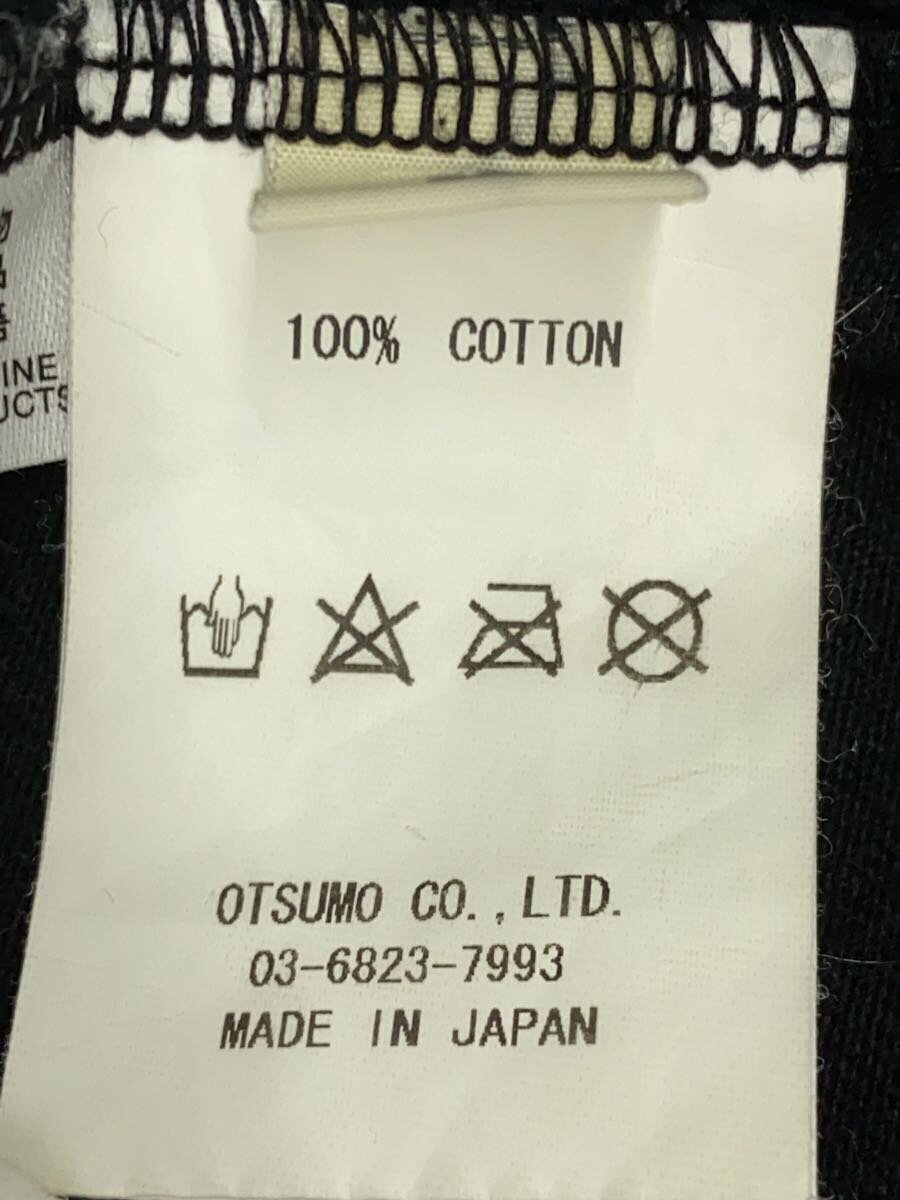 100% COTTON
OTSUMO CO.,LTD.
03-6823-7993
MADE IN JAPAN